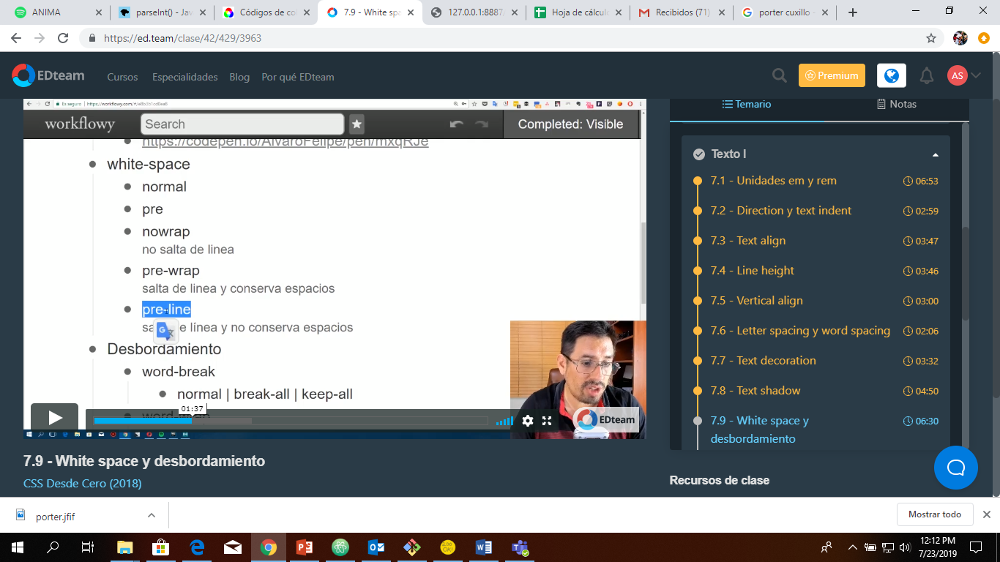 ANIMA
parseInt() - Jav
Códigos de co
7.9 - White spa
127.0.0.1:8887/
Hoja de cálcul
Recibidos (71)
porter cuxillo -
https://ed.team/clase/42/429/3963
EDteam
Cursos
Especialidades
Blog
Por qué EDteam
Premium
AS
Es seguro | https://workflowy.com/#/e8b3b1cd0ea8
workflowy
Search
Completed: Visible
https://codepen.io/AlvaroFelipe/pen/mxqRJe
white-space
normal
pre
nowrap
no salta de linea
pre-wrap
salta de linea y conserva espacios
pre-line
sa e línea y no conserva espacios
Desbordamiento
word-break
normal | break-all | keep-all
01:37
EDteam
Temario
Notas
Texto I
7.1 - Unidades em y rem 06:53
7.2 - Direction y text indent 02:59
7.3 - Text align 03:47
7.4 - Line height 03:46
7.5 - Vertical align 03:00
7.6 - Letter spacing y word spacing 02:06
7.7 - Text decoration 03:32
7.8 - Text shadow 04:50
7.9 - White space y 06:30
desbordamiento
7.9 - White space y desbordamiento
CSS Desde Cero (2018)
Recursos de clase
porter.jfif
Mostrar todo
12:12 PM
7/23/2019